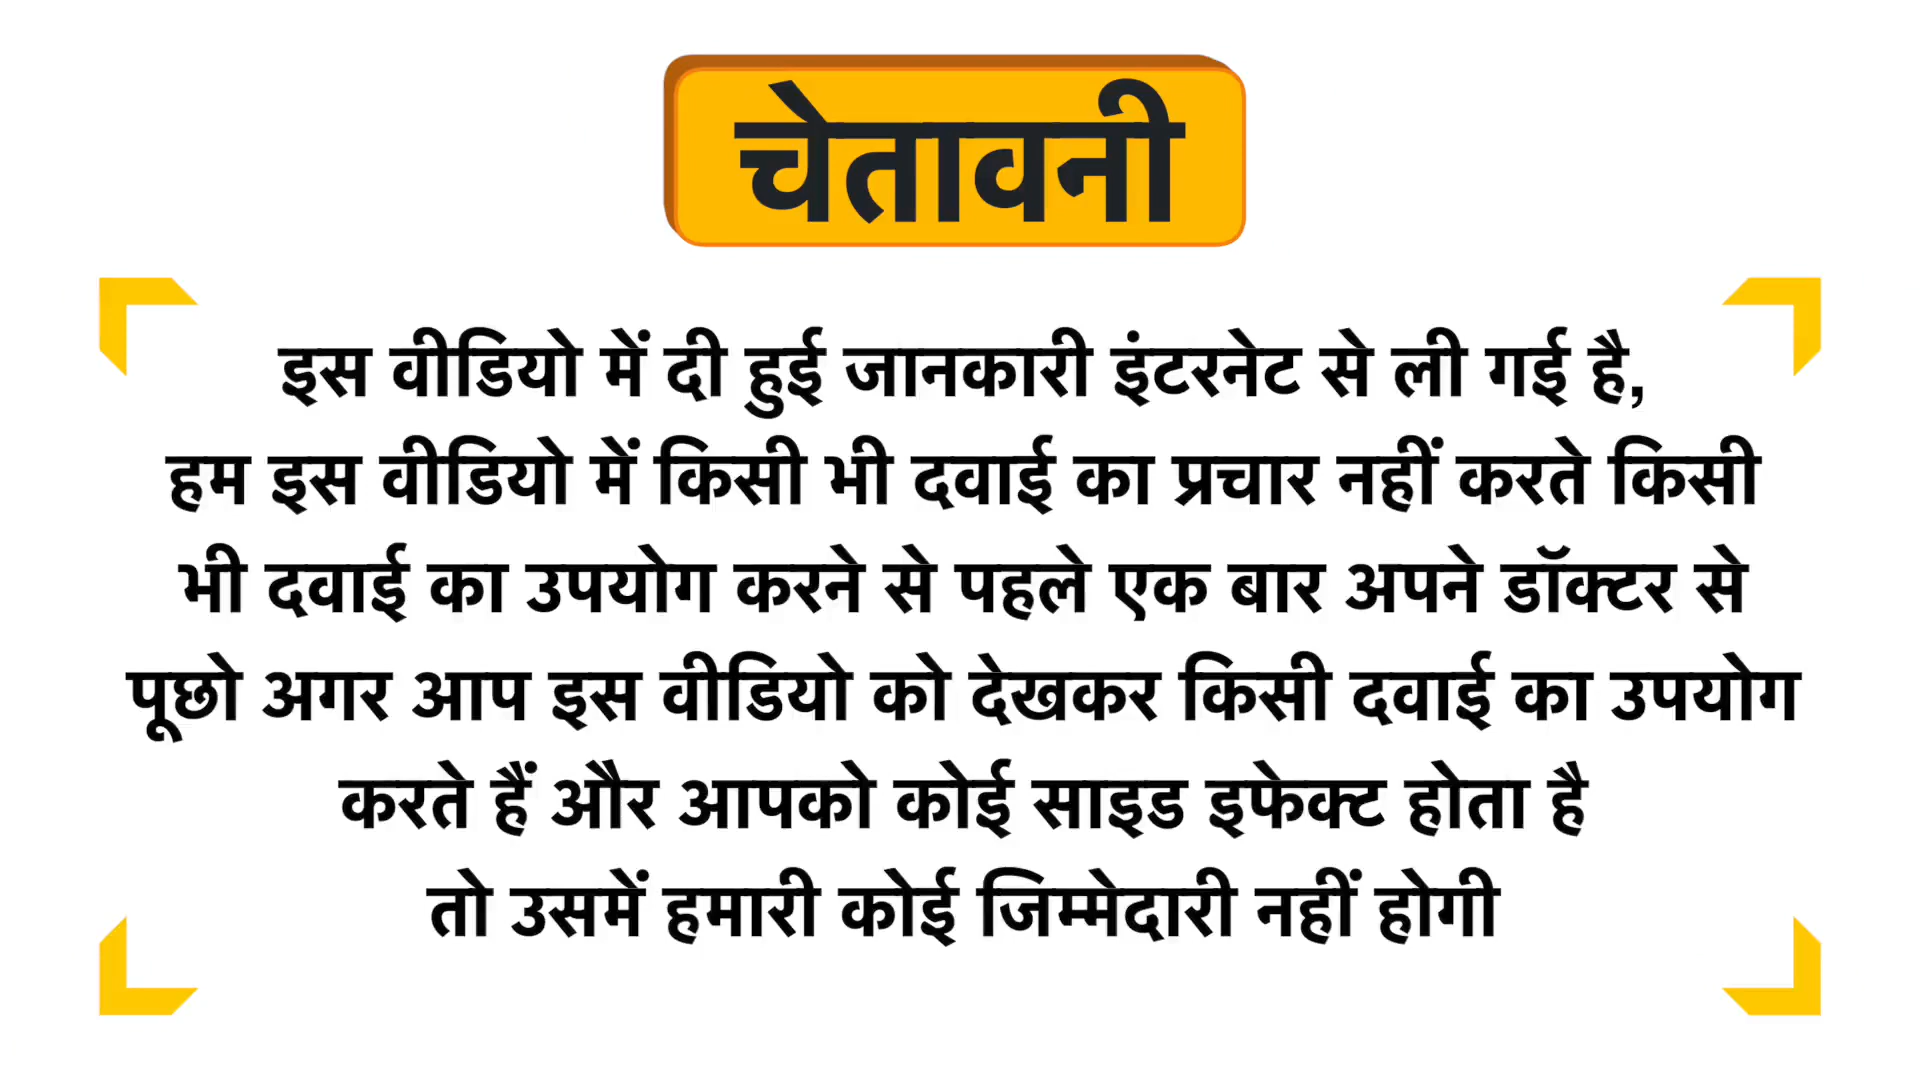 चेतावनी
इस वीडियो में दी हुई जानकारी इंटरनेट से ली गई है,
हम इस वीडियो में किसी भी दवाई का प्रचार नहीं करते किसी
भी दवाई का उपयोग करने से पहले एक बार अपने डॉक्टर से
पूछो अगर आप इस वीडियो को देखकर किसी दवाई का उपयोग
करते हैं और आपको कोई साइड इफेक्ट होता है
तो उसमें हमारी कोई जिम्मेदारी नहीं होगी